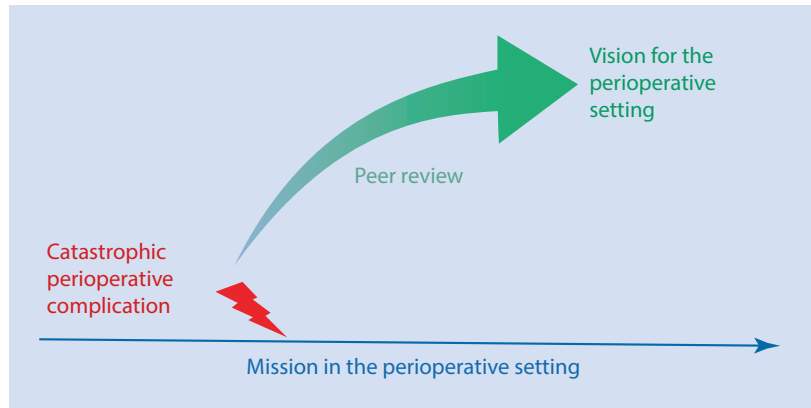 Vision for the
perioperative
setting
Peer review
Catastrophic
perioperative
complication
Mission in the perioperative setting